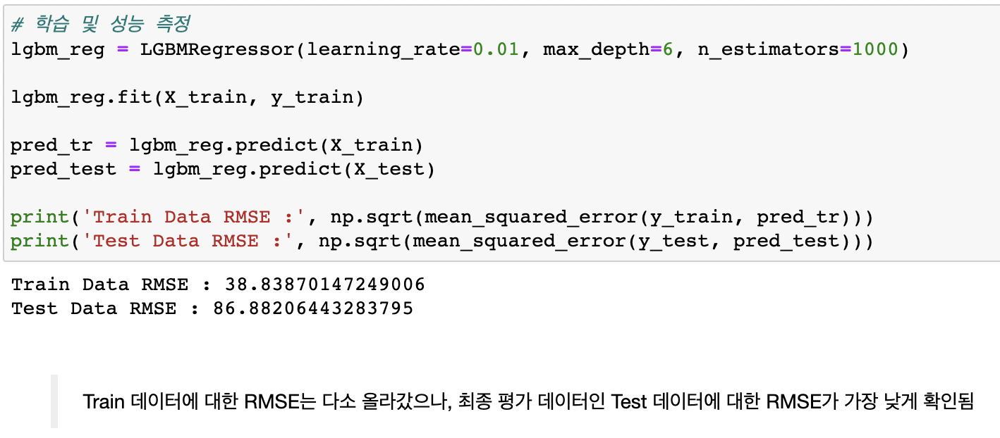 # 학습 및 성능 측정
lgbm_reg = LGBMRegressor(learning_rate=0.01, max_depth=6, n_estimators=1000)
lgbm_reg.fit(X_train, y_train)
pred_tr = lgbm_reg.predict(X_train)
pred_test = lgbm_reg.predict(X_test)
print('Train Data RMSE :', np.sqrt(mean_squared_error(y_train, pred_tr)))
print('Test Data RMSE :', np.sqrt(mean_squared_error(y_test, pred_test)))
Train Data RMSE : 38.83870147249006
Test Data RMSE : 86.88206443283795
Train 데이터에 대한 RMSE는 다소 올라갔으나, 최종 평가 데이터인 Test 데이터에 대한 RMSE가 가장 낮게 확인됨